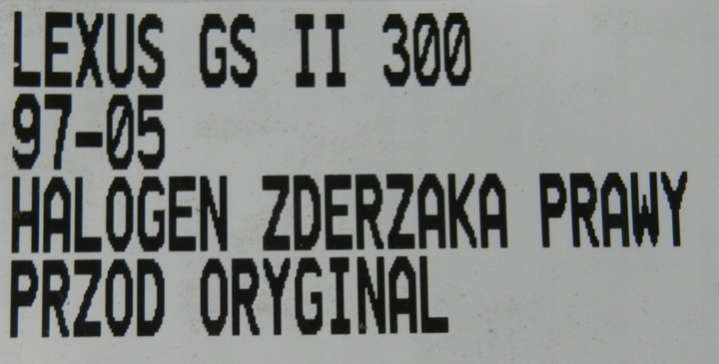 LEXUS GS II 300
97-05
HALOGEN ZDERZAKA PRAWY
PRZOD ORYGINAL